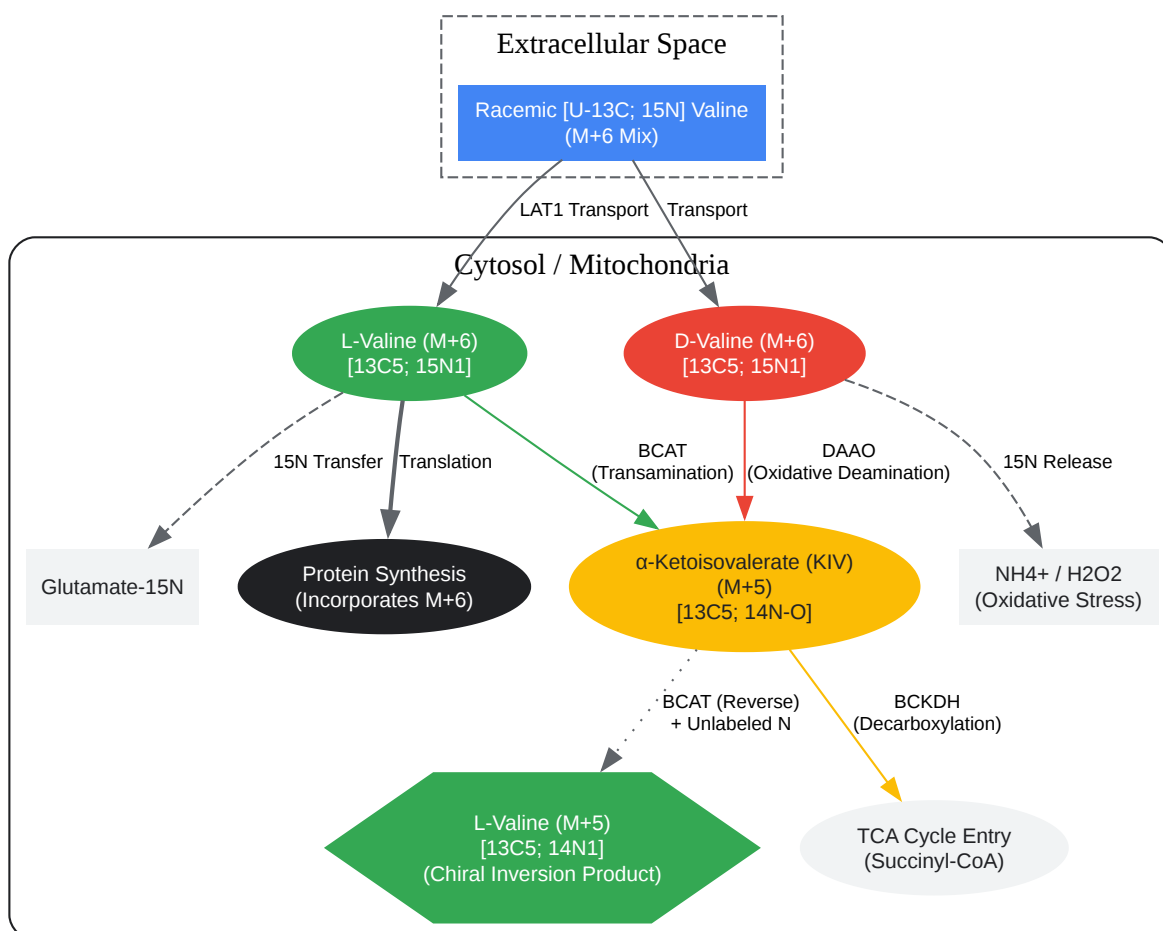 Extracellular Space
Racemic [U-13C; 15N] Valine
(M+6 Mix)
LAT1 Transport
Transport
Cytosol / Mitochondria
L-Valine (M+6)
[13C5; 15N1]
D-Valine (M+6)
[13C5; 15N1]
15N Transfer
Translation
BCAT
(Transamination)
DAAO
(Oxidative Deamination)
15N Release
Glutamate-15N
Protein Synthesis
(Incorporates M+6)
α-Ketoisovalerate (KIV)
(M+5)
[13C5; 14N-O]
NH4+ / H2O2
(Oxidative Stress)
BCAT (Reverse)
+ Unlabeled N
BCKDH
(Decarboxylation)
L-Valine (M+5)
[13C5; 14N1]
(Chiral Inversion Product)
TCA Cycle Entry
(Succinyl-CoA)